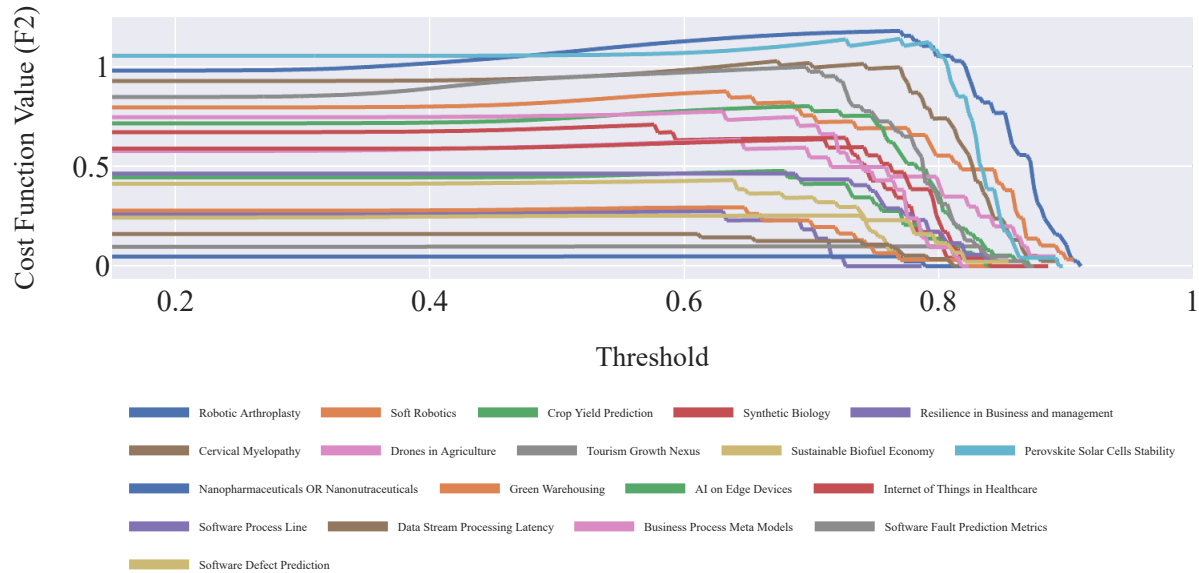 Cost Function Value (F2)
1
0.5
0
0.2 0.4 0.6 0.8 1
Threshold
Robotic Arthroplasty Soft Robotics Crop Yield Prediction Synthetic Biology Resilience in Business and management
Cervical Myelopathy Drones in Agriculture Tourism Growth Nexus Sustainable Biofuel Economy Perovskite Solar Cells Stability
Nanopharmaceuticals OR Nanonutraceuticals Green Warehousing AI on Edge Devices Internet of Things in Healthcare
Software Process Line Data Stream Processing Latency Business Process Meta Models Software Fault Prediction Metrics
Software Defect Prediction